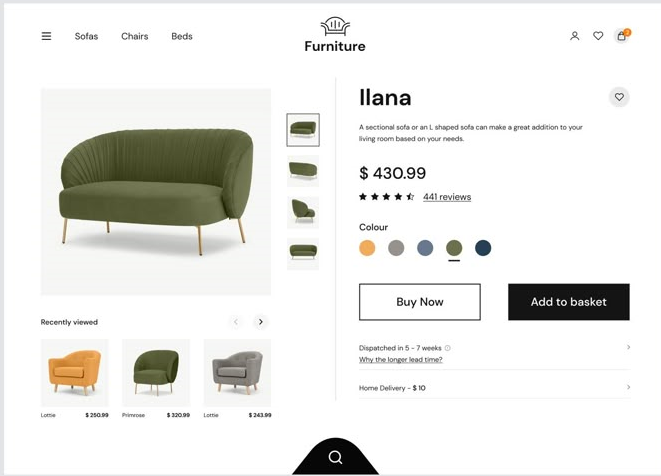 Sofas
Chairs
Beds
Furniture
2
Ilana
A sectional sofa or an L shaped sofa can make a great addition to your
living room based on your needs.
$ 430.99
441 reviews
Colour
Buy Now
Add to basket
Dispatched in 5 - 7 weeks
Why the longer lead time?
Home Delivery - $ 10
Recently viewed
Lottie $ 250.99
Primrose $ 320.99
Lottie $ 243.99